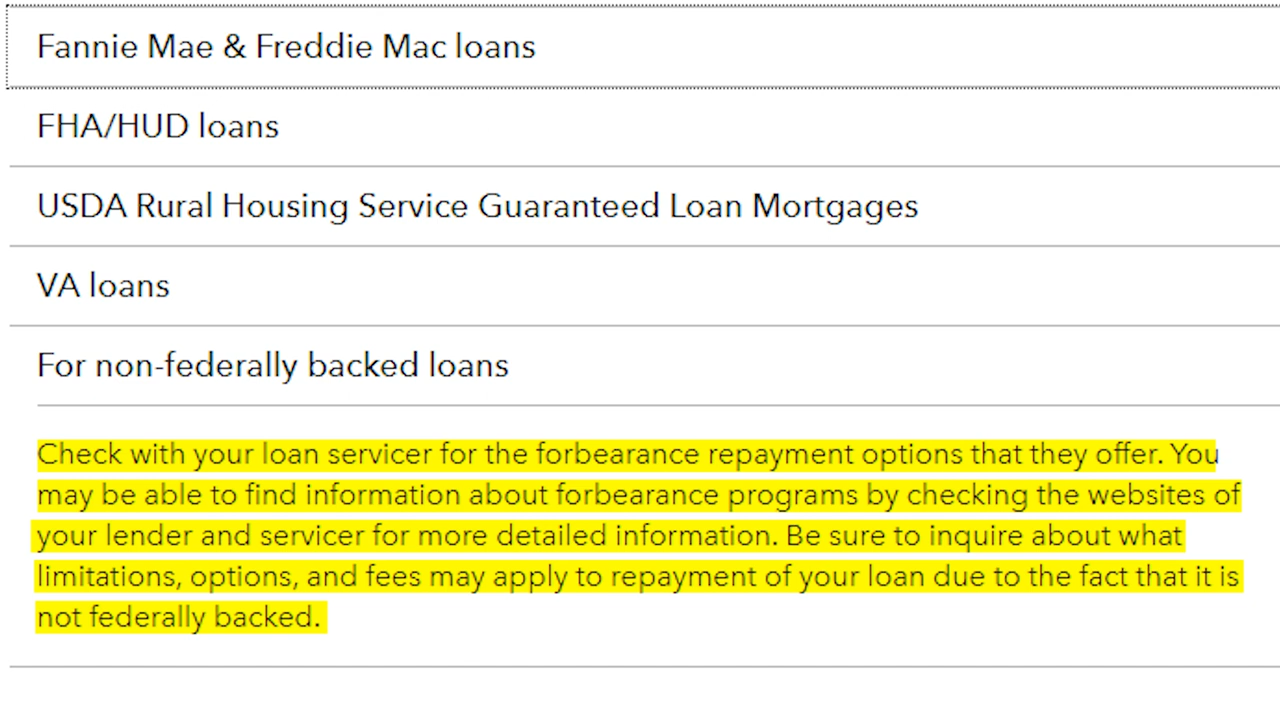 Fannie Mae & Freddie Mac loans
FHA/HUD loans
USDA Rural Housing Service Guaranteed Loan Mortgages
VA loans
For non-federally backed loans
Check with your loan servicer for the forbearance repayment options that they offer. You
may be able to find information about forbearance programs by checking the websites of
your lender and servicer for more detailed information. Be sure to inquire about what
limitations, options, and fees may apply to repayment of your loan due to the fact that it is
not federally backed.